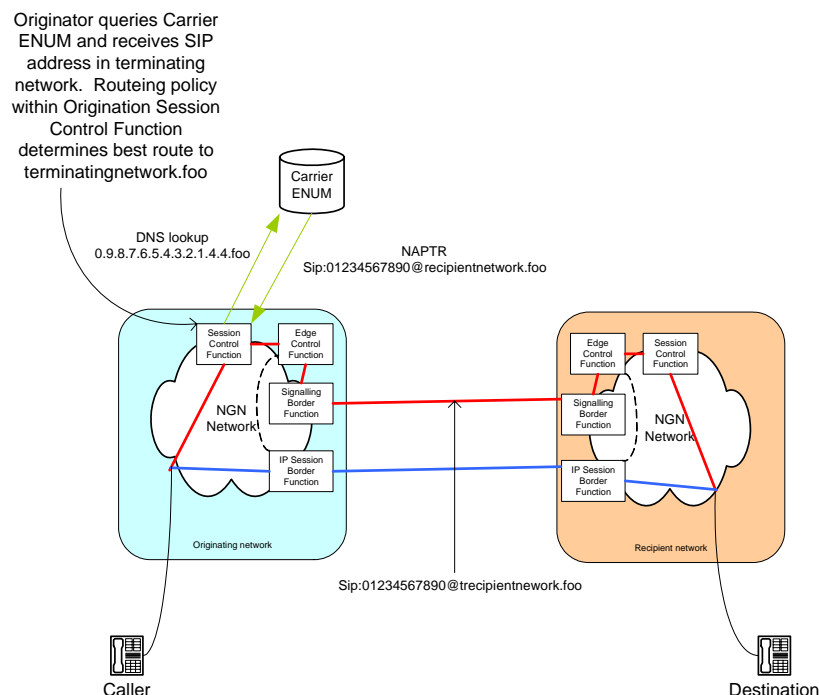 Originator queries Carrier
ENUM and receives SIP
address in terminating
network. Routeing policy
within Origination Session
Control Function
determines best route to
terminatingnetwork.foo
Carrier
ENUM
DNS lookup
0.9.8.7.6.5.4.3.2.1.4.4.foo
NAPTR
Sip:01234567890@recipientnetwork.foo
Session
Control
Function
Edge
Control
Function
Signalling
Border
Function
NGN
Network
IP Session
Border
Function
Originating network
Edge
Control
Function
Session
Control
Function
Signalling
Border
Function
NGN
Network
IP Session
Border
Function
Recipient network
Sip:01234567890@trecipientnework.foo
Caller
Destination